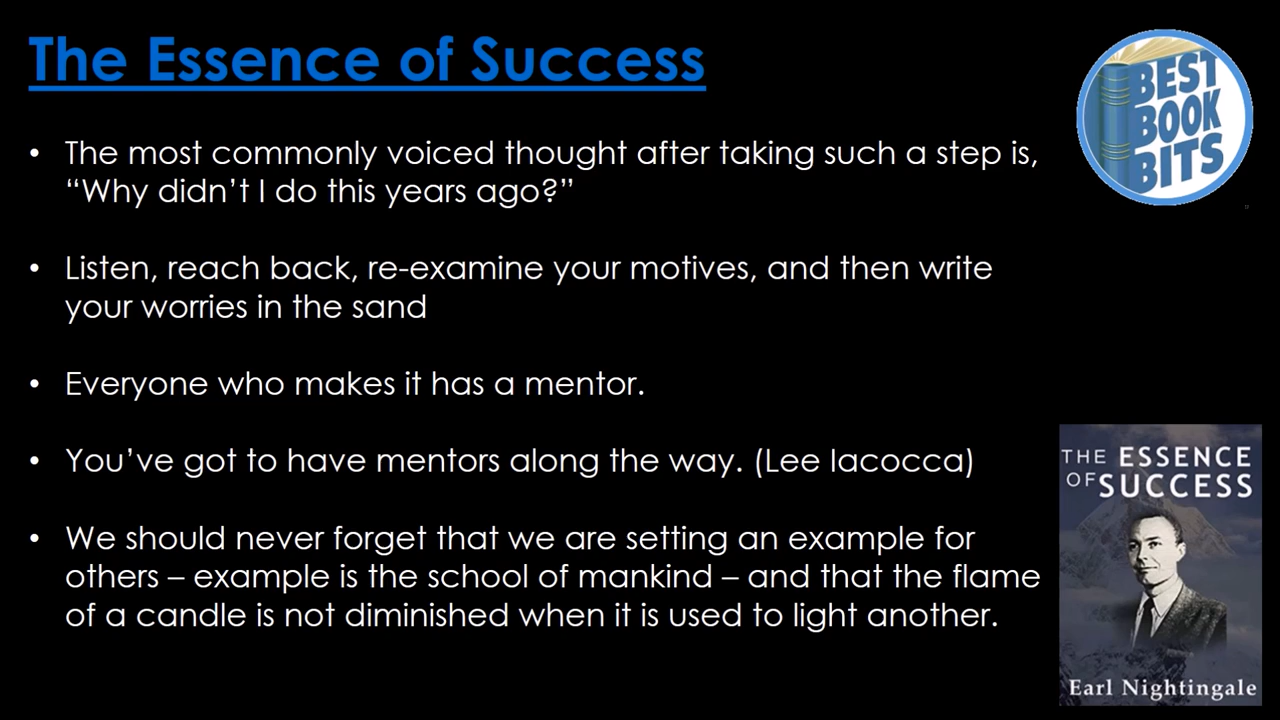 The Essence of Success
BEST
BOOK
BITS
• The most commonly voiced thought after taking such a step is,
“Why didn’t I do this years ago?”
• Listen, reach back, re-examine your motives, and then write
your worries in the sand
• Everyone who makes it has a mentor.
• You’ve got to have mentors along the way. (Lee Iacocca)
• We should never forget that we are setting an example for
others – example is the school of mankind – and that the flame
of a candle is not diminished when it is used to light another.
THE ESSENCE
OF SUCCESS
Earl Nightingale